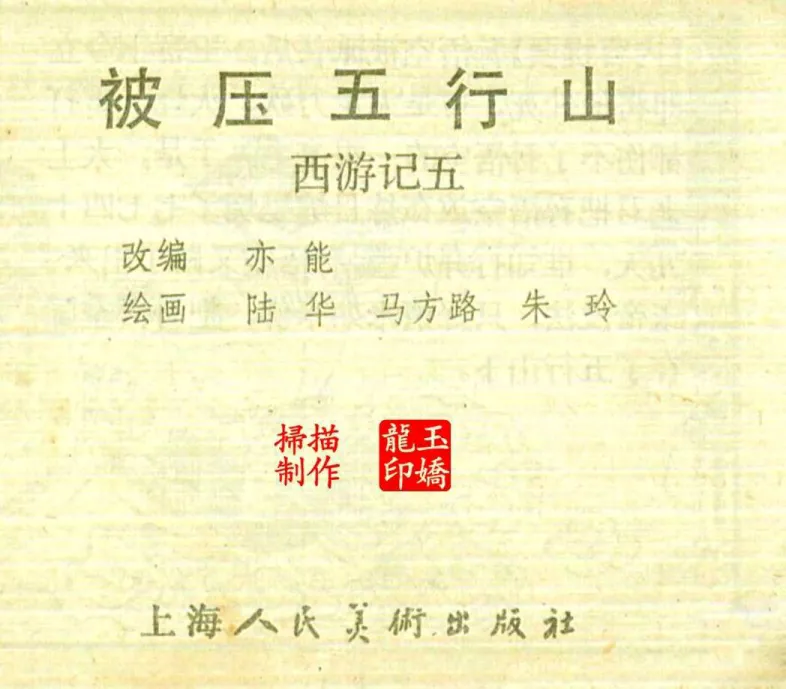 被压五行山
西游记五
改编 亦能
绘画 陆华 马方路 朱玲
掃描
制作
龍玉
印嬌
上海人民美術出版社